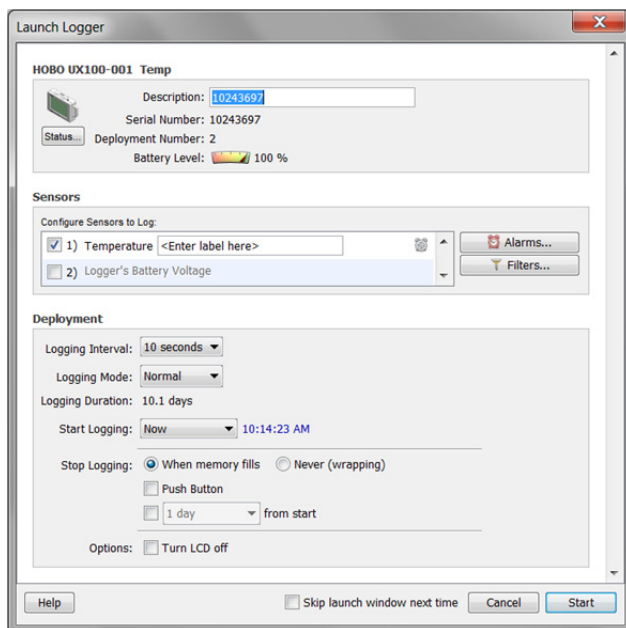 Launch Logger
HOBO UX100-001 Temp
Description: 10243697
Serial Number: 10243697
Status... Deployment Number: 2
Battery Level: 100 %
Sensors
Configure Sensors to Log:
1) Temperature <Enter label here>
Alarms...
2) Logger's Battery Voltage
Filters...
Deployment
Logging Interval: 10 seconds
Logging Mode: Normal
Logging Duration: 10.1 days
Start Logging: Now 10:14:23 AM
Stop Logging: When memory fills Never (wrapping)
Push Button
1 day from start
Options: Turn LCD off
Help Skip launch window next time Cancel Start